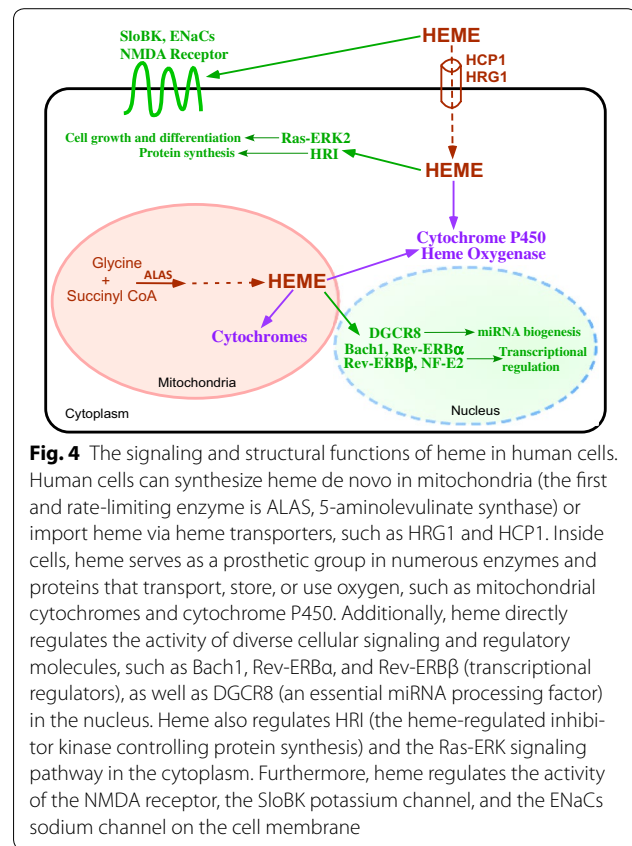 SloBK, ENaCs
NMDA Receptor
HEME
HCP1
HRG1
Cell growth and differentiation
Ras-ERK2
Protein synthesis
HRI
HEME
Cytochrome P450
Heme Oxygenase
Glycine
+
Succinyl CoA
ALAS
HEME
Cytochromes
Mitochondria
DGCR8
miRNA biogenesis
Bach1, Rev-ERBα
Rev-ERBβ, NF-E2
Transcriptional
regulation
Nucleus
Cytoplasm
Fig. 4 The signaling and structural functions of heme in human cells.
Human cells can synthesize heme de novo in mitochondria (the first
and rate-limiting enzyme is ALAS, 5-aminolevulinate synthase) or
import heme via heme transporters, such as HRG1 and HCP1. Inside
cells, heme serves as a prosthetic group in numerous enzymes and
proteins that transport, store, or use oxygen, such as mitochondrial
cytochromes and cytochrome P450. Additionally, heme directly
regulates the activity of diverse cellular signaling and regulatory
molecules, such as Bach1, Rev-ERBα, and Rev-ERBβ (transcriptional
regulators), as well as DGCR8 (an essential miRNA processing factor)
in the nucleus. Heme also regulates HRI (the heme-regulated inhibi-
tor kinase controlling protein synthesis) and the Ras-ERK signaling
pathway in the cytoplasm. Furthermore, heme regulates the activity
of the NMDA receptor, the SloBK potassium channel, and the ENaCs
sodium channel on the cell membrane